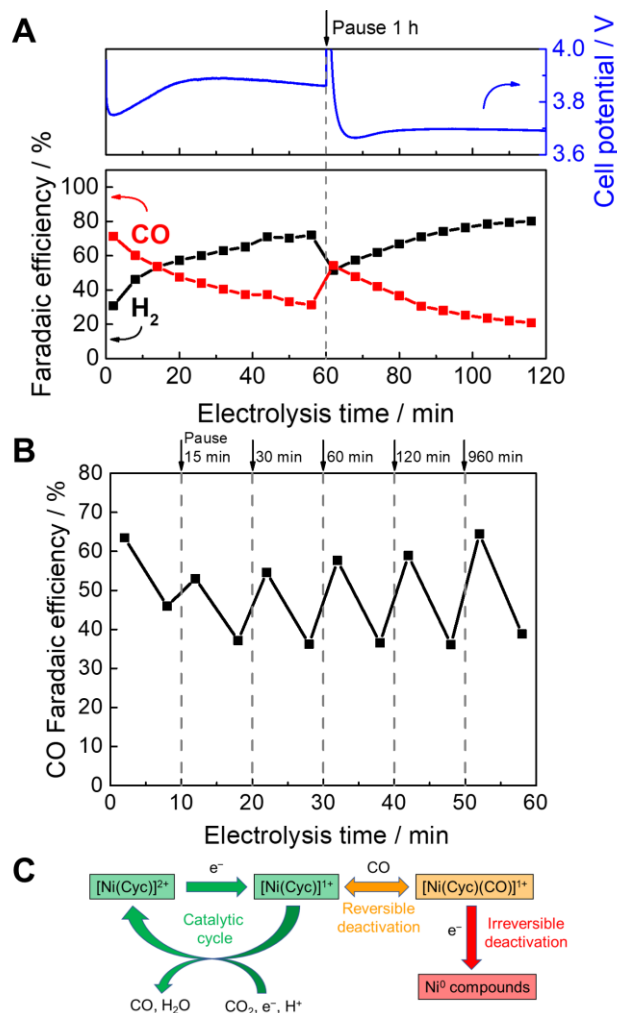 A
Pause 1 h
4.0
3.8
3.6
Cell potential / V
100
80
60
40
20
0
Faradaic efficiency / %
CO
H₂
0 20 40 60 80 100 120
Electrolysis time / min
B
Pause
15 min 30 min 60 min 120 min 960 min
80
70
60
50
40
30
20
10
0
CO Faradaic efficiency / %
0 10 20 30 40 50 60
Electrolysis time / min
C
[Ni(Cyc)]²⁺ e⁻ [Ni(Cyc)]¹⁺ CO [Ni(Cyc)(CO)]¹⁺
Catalytic
cycle
Reversible
deactivation
e⁻ Irreversible
deactivation
CO, H₂O CO₂, e⁻, H⁺
Ni⁰ compounds